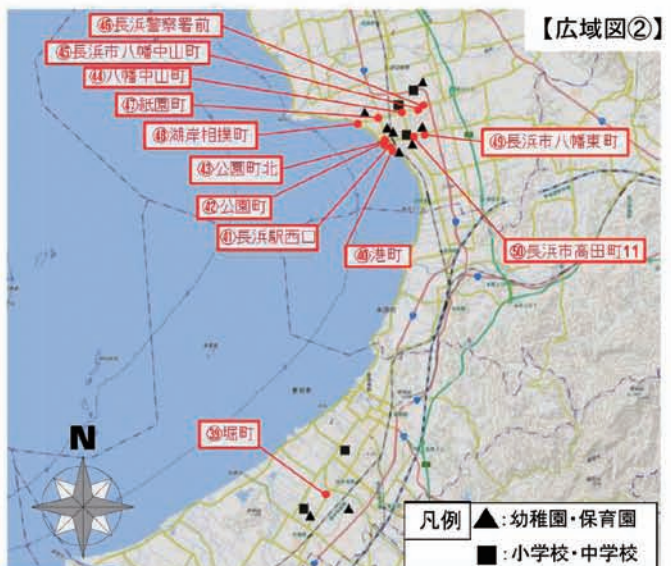 【広域図②】
㊻長浜警察署前
㊺長浜市八幡中山町
㊹八幡中山町
㊼祇園町
㊽湖岸相撲町
㊾長浜市八幡東町
㊸公園町北
㊷公園町
㊶長浜駅西口
㊵港町
㊿長浜市高田町11
㊴堀町
N
凡例
▲:幼稚園・保育園
■:小学校・中学校